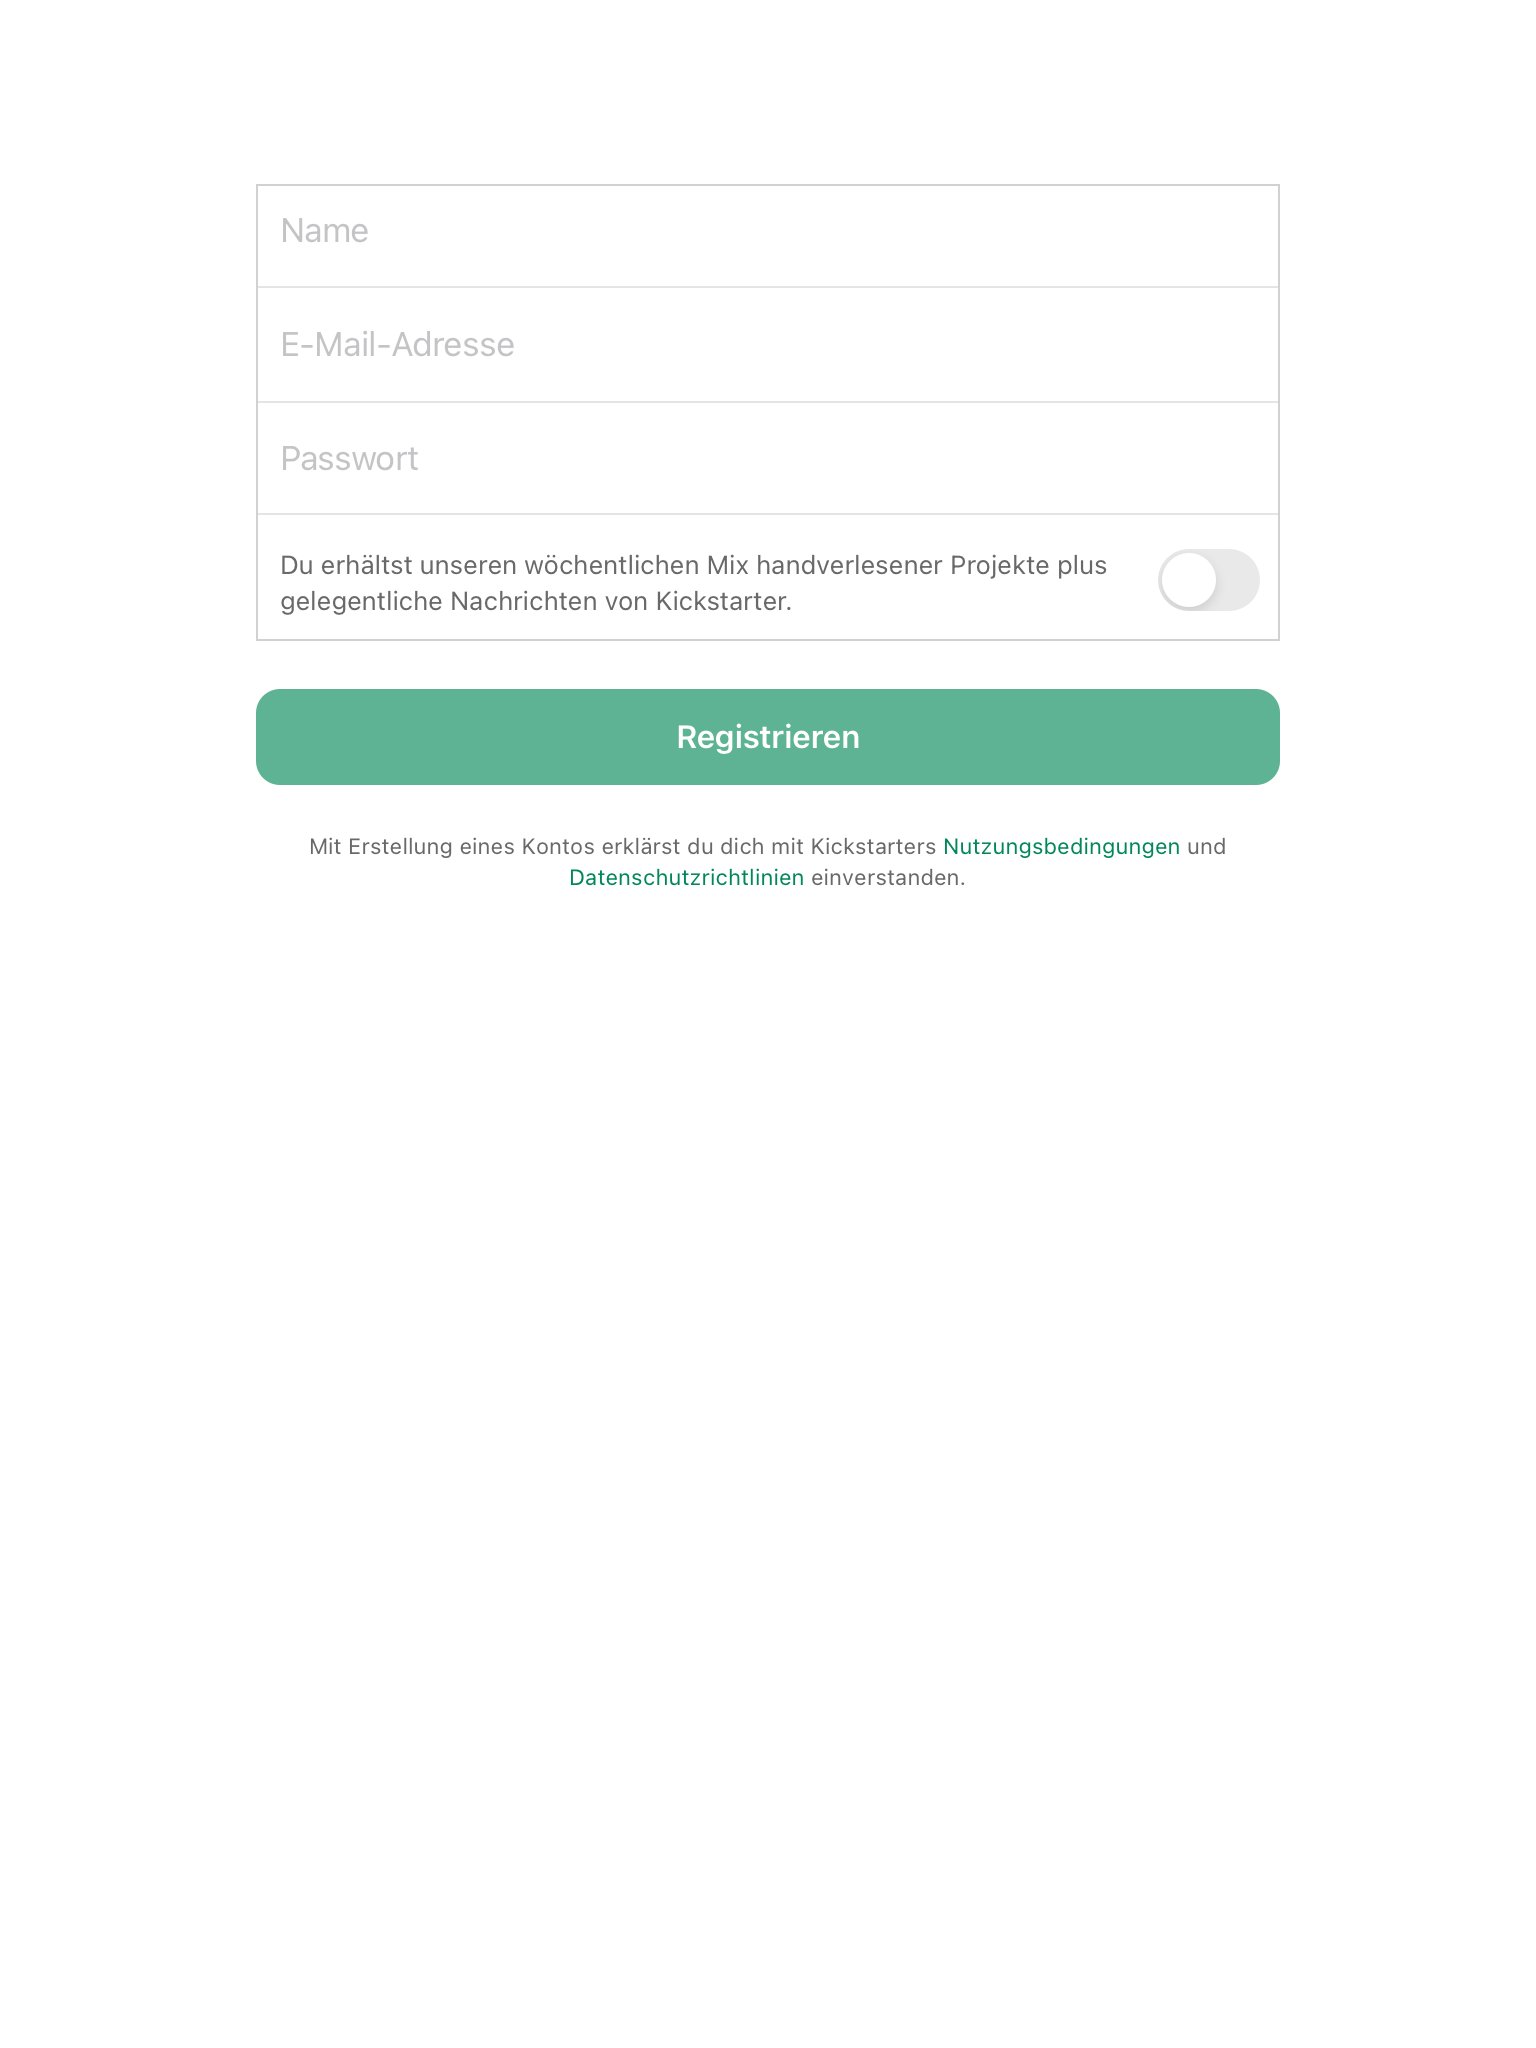 Name
E-Mail-Adresse
Passwort
Du erhältst unseren wöchentlichen Mix handverlesener Projekte plus
gelegentliche Nachrichten von Kickstarter.
Registrieren
Mit Erstellung eines Kontos erklärst du dich mit Kickstarters Nutzungsbedingungen und
Datenschutzrichtlinien einverstanden.